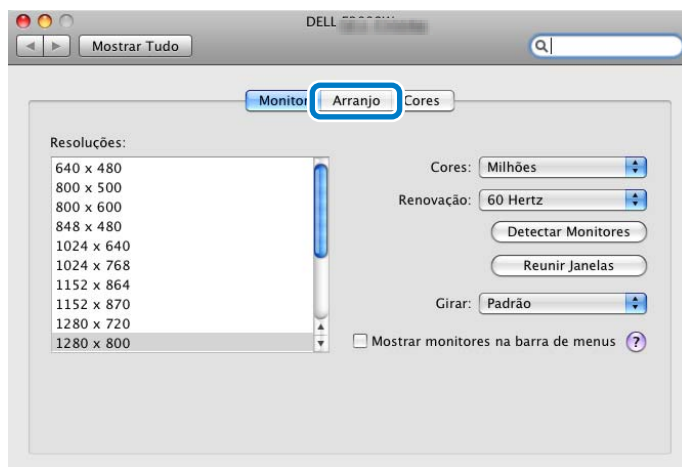 DELL
Mostrar Tudo
Monitor Arranjo Cores
Resoluções:
640 x 480
800 x 500
800 x 600
848 x 480
1024 x 640
1024 x 768
1152 x 864
1152 x 870
1280 x 720
1280 x 800
Cores: Milhões
Renovação: 60 Hertz
Detectar Monitores
Reunir Janelas
Girar: Padrão
Mostrar monitores na barra de menus ?